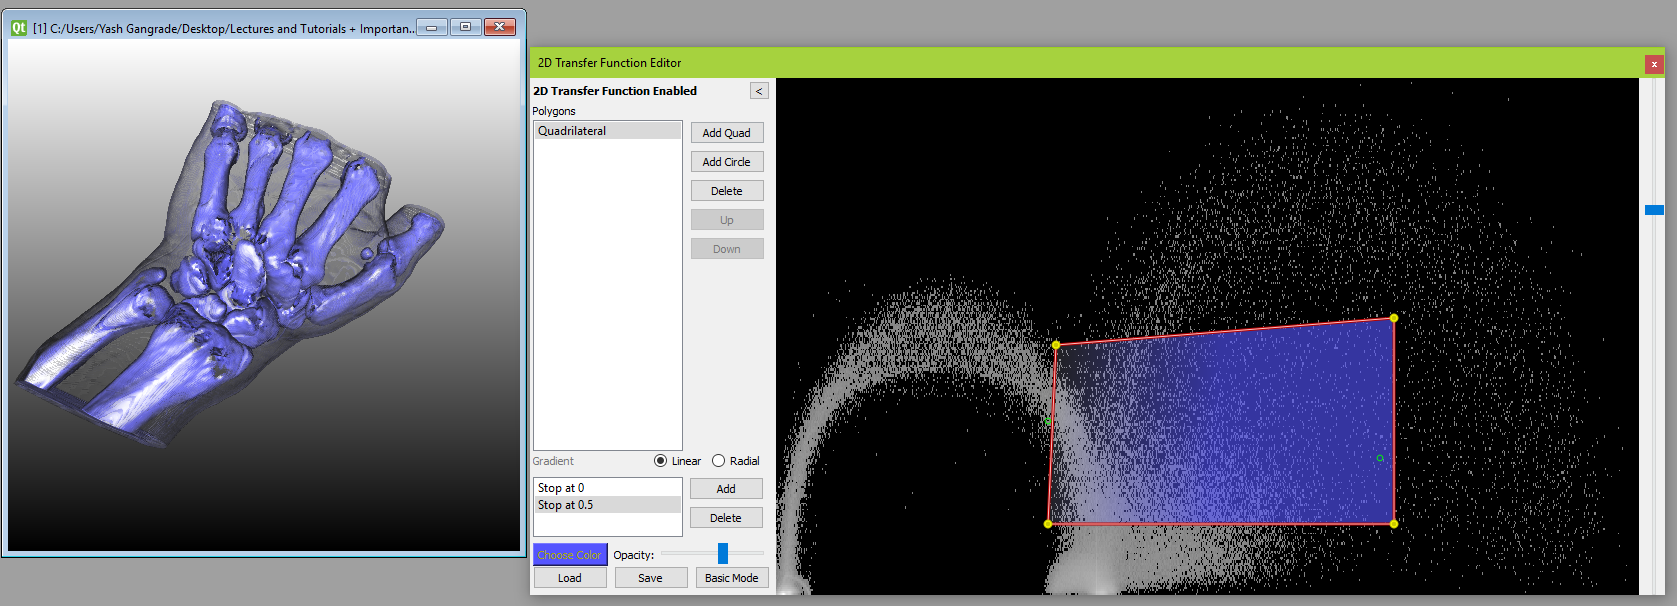 Qt [1] C:/Users/Yash Gangrade/Desktop/Lectures and Tutorials + Importan...
2D Transfer Function Editor
x
2D Transfer Function Enabled
<
Polygons
Quadrilateral
Add Quad
Add Circle
Delete
Up
Down
Gradient
Linear
Radial
Stop at 0
Stop at 0.5
Add
Delete
Choose Color
Opacity:
Load
Save
Basic Mode